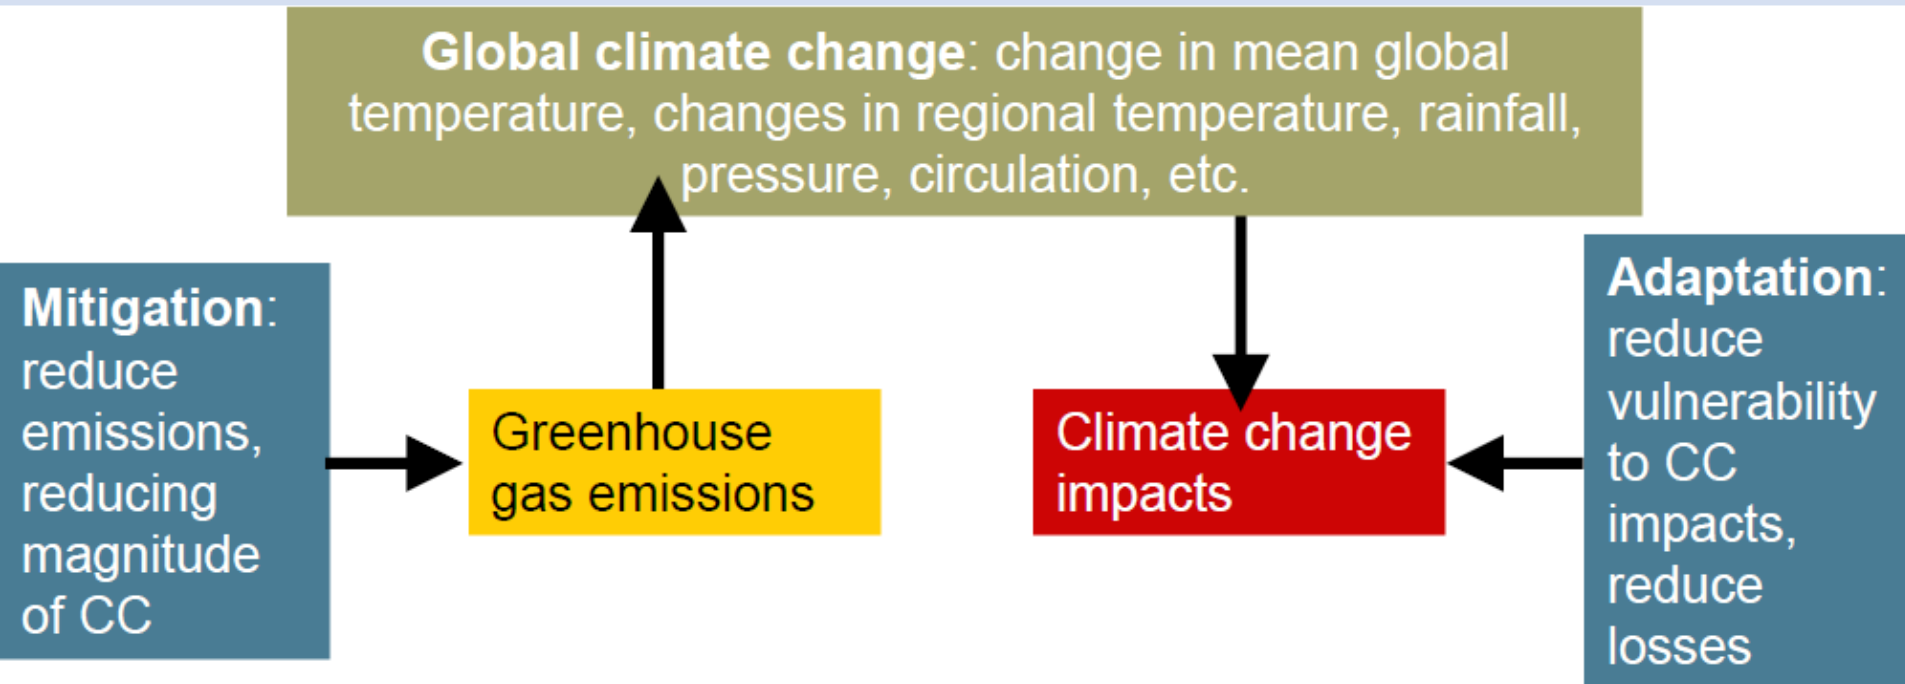 Global climate change: change in mean global
temperature, changes in regional temperature, rainfall,
pressure, circulation, etc.
Mitigation:
reduce
emissions,
reducing
magnitude
of CC
Greenhouse
gas emissions
Climate change
impacts
Adaptation:
reduce
vulnerability
to CC
impacts,
reduce
losses